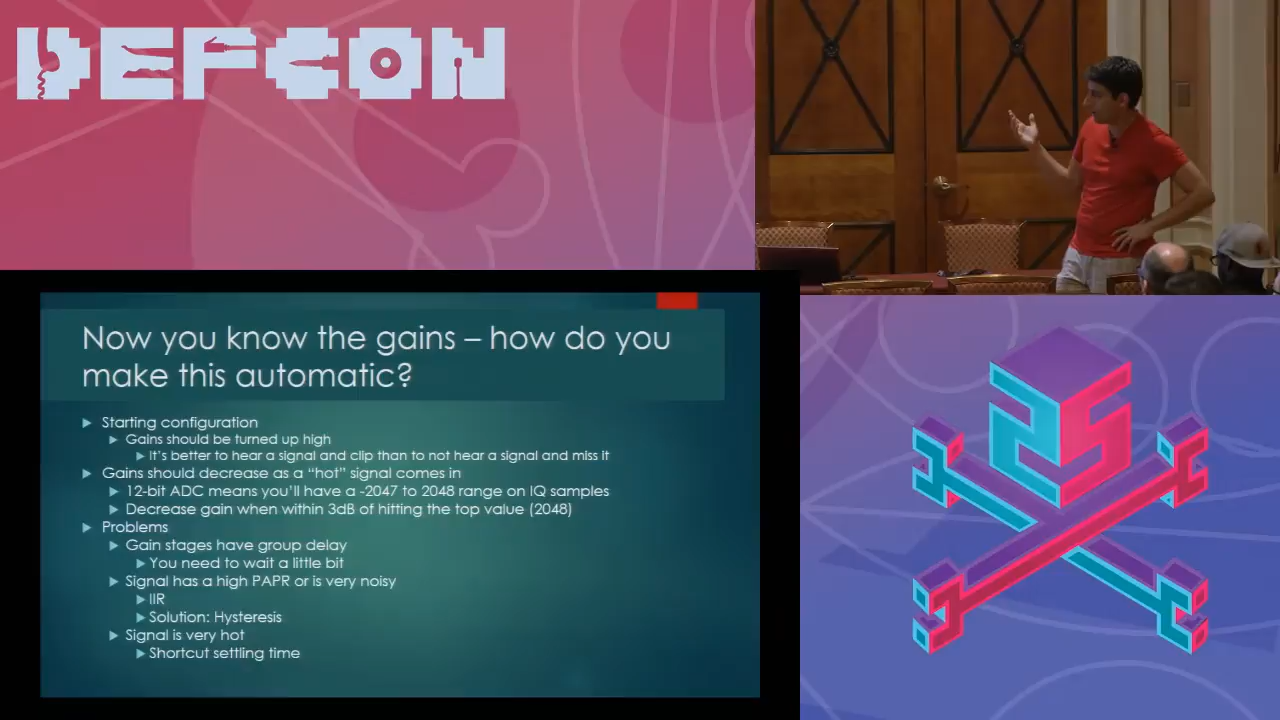 DEFCON
Now you know the gains – how do you
make this automatic?
Starting configuration
Gains should be turned up high
It's better to hear a signal and clip than to not hear a signal and miss it
Gains should decrease as a “hot” signal comes in
12-bit ADC means you'll have a -2047 to 2048 range on IQ samples
Decrease gain when within 3dB of hitting the top value (2048)
Problems
Gain stages have group delay
You need to wait a little bit
Signal has a high PAPR or is very noisy
IIR
Solution: Hysteresis
Signal is very hot
Shortcut settling time
25